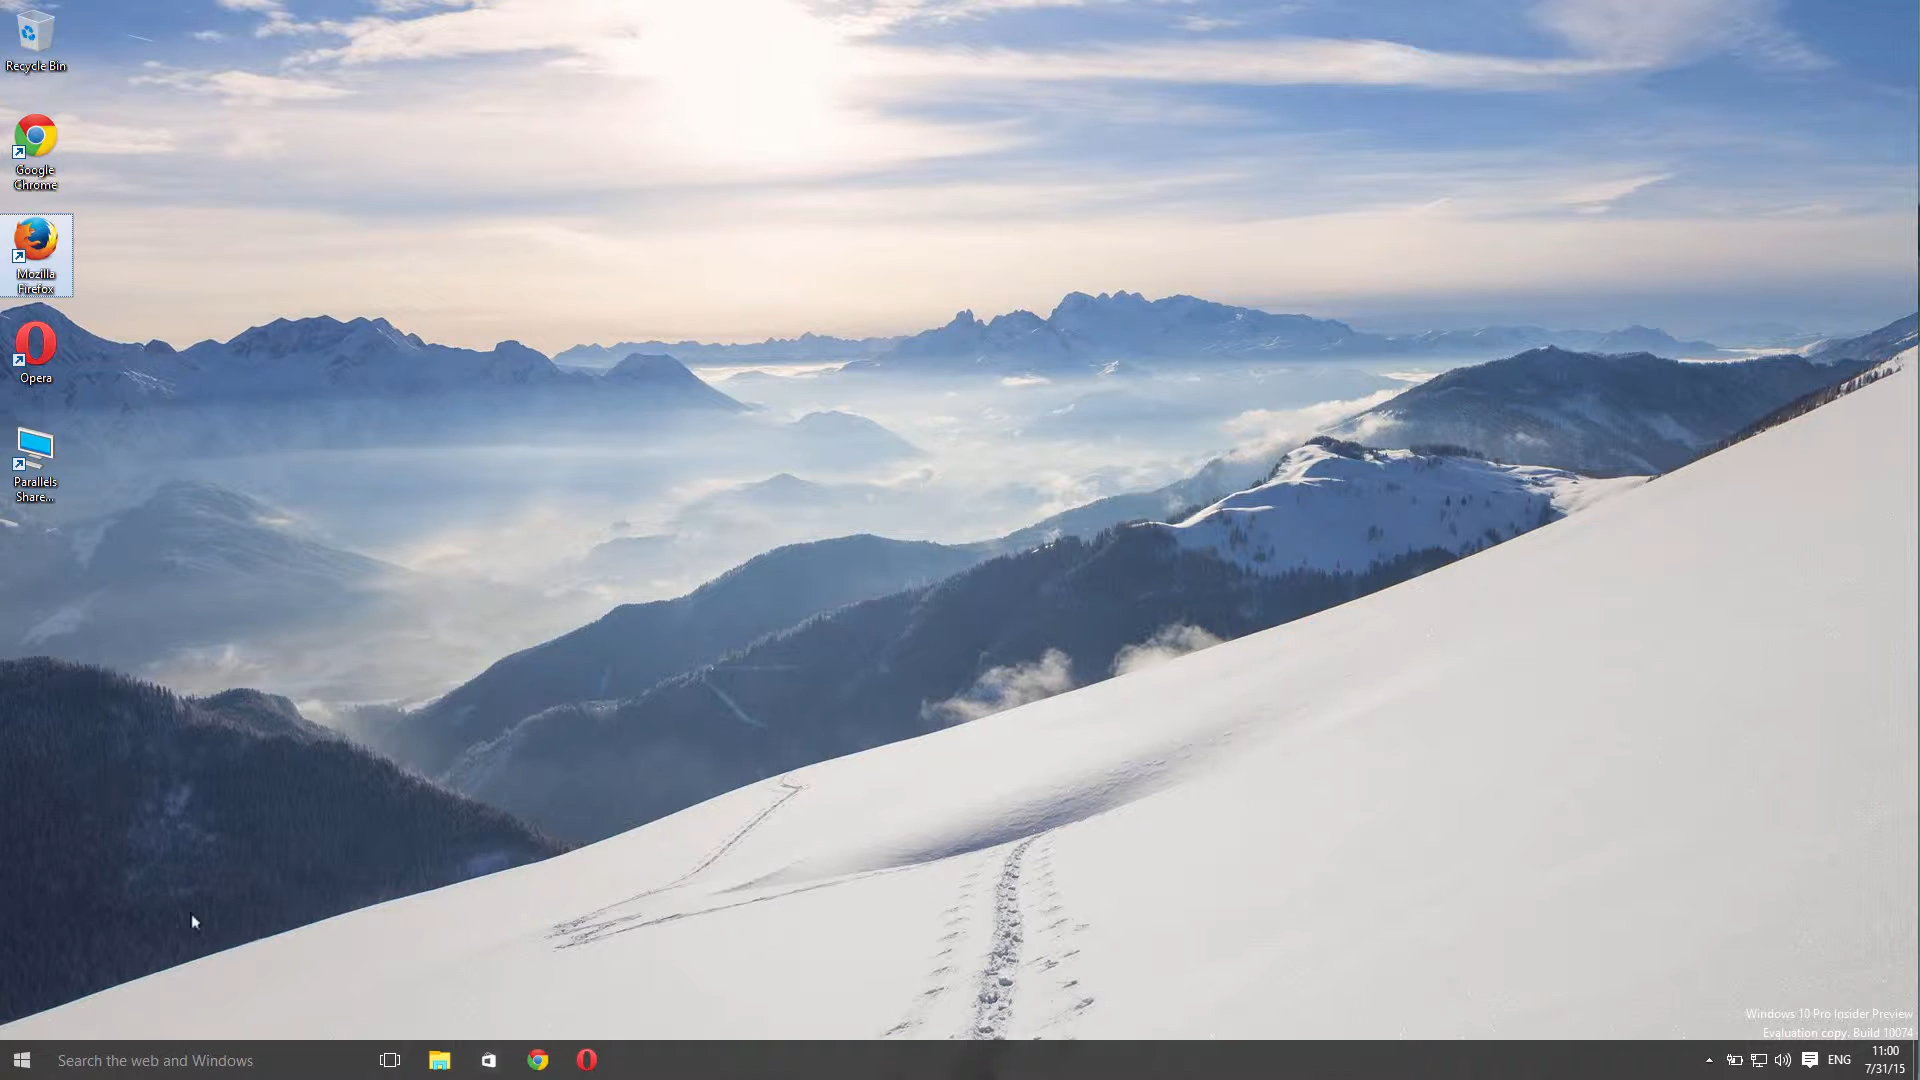 Recycle Bin
Google
Chrome
Mozilla
Firefox
Opera
Parallels
Share...
Windows 10 Pro Insider Preview
Evaluation copy. Build 10074
Search the web and Windows
ENG
11:00
7/31/15